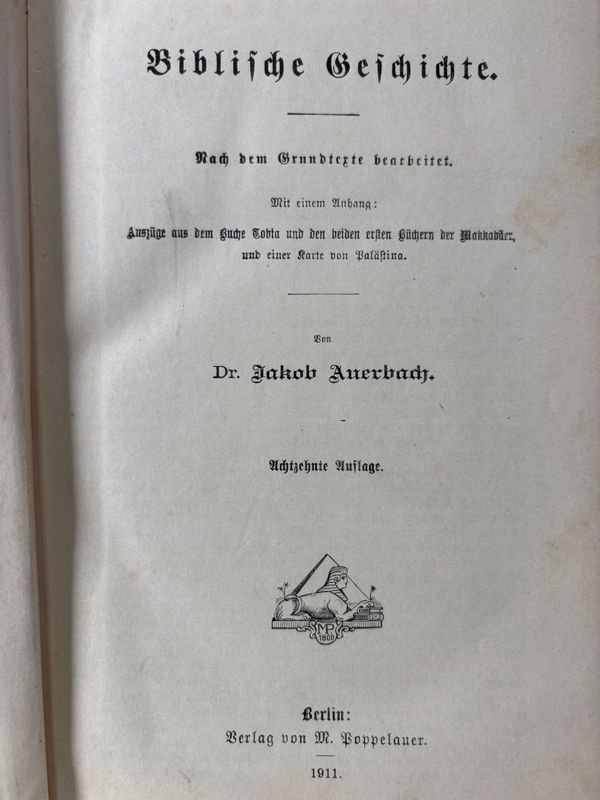 Biblische Geschichte.
Nach dem Grundtexte bearbeitet.
Mit einem Anhang:
Auszüge aus dem Buche Tobia und den beiden ersten Büchern der Makkabäer,
und einer Karte von Palästina.
Von
Dr. Jakob Auerbach.
Achtzehnte Auflage.
MP
1860
Berlin:
Verlag von M. Poppelauer.
1911.